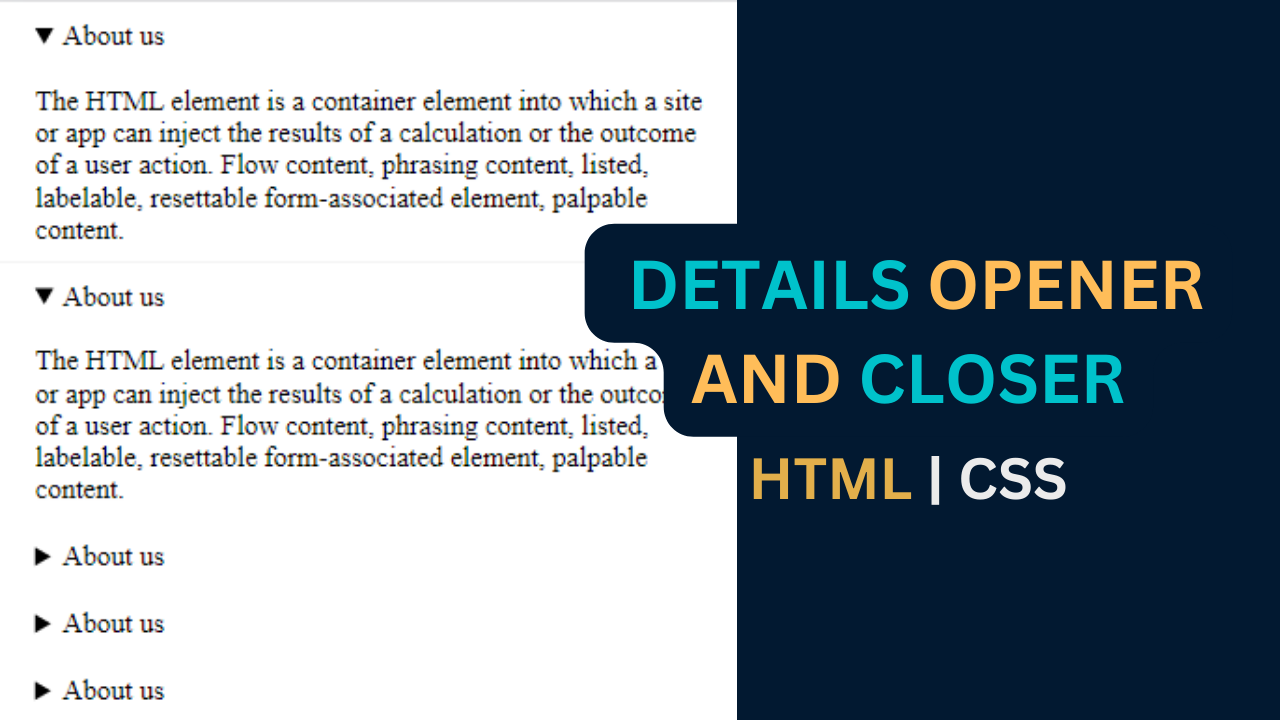 About us
The HTML element is a container element into which a site
or app can inject the results of a calculation or the outcome
of a user action. Flow content, phrasing content, listed,
labelable, resettable form-associated element, palpable
content.
About us
The HTML element is a container element into which a
or app can inject the results of a calculation or the outco
of a user action. Flow content, phrasing content, listed,
labelable, resettable form-associated element, palpable
content.
About us
About us
About us
DETAILS OPENER
AND CLOSER
HTML | CSS